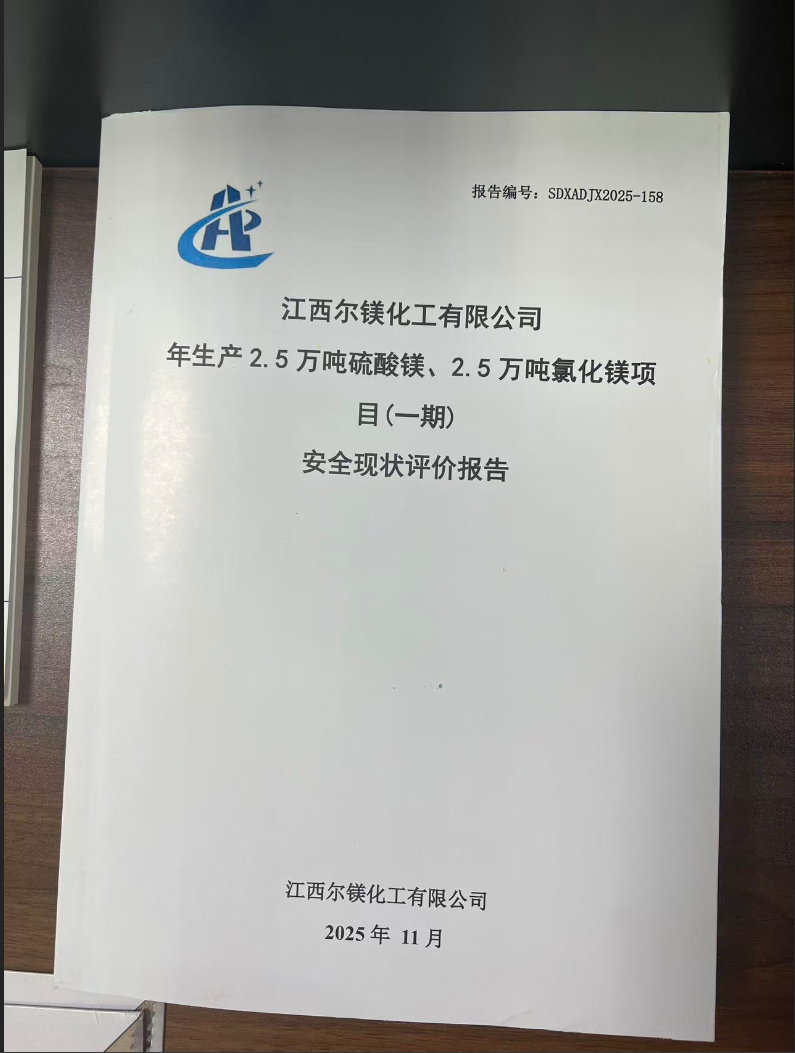 报告编号：SDXADJX2025-158
江西尔镁化工有限公司
年生产2.5万吨硫酸镁、2.5万吨氯化镁项
目(一期)
安全现状评价报告
江西尔镁化工有限公司
2025年 11月